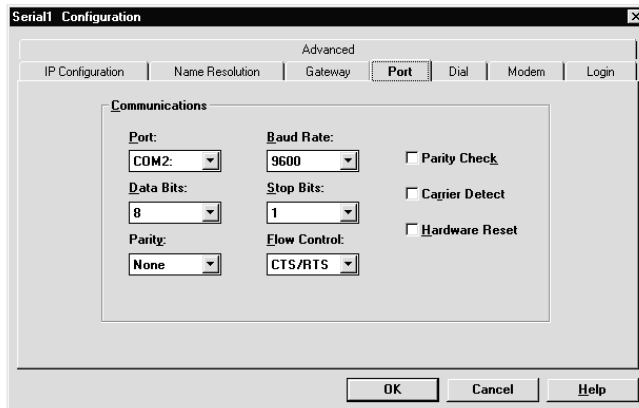 Serial1 Configuration
Advanced
IP Configuration Name Resolution Gateway Port Dial Modem Login
Communications
Port: Baud Rate:
COM2: 9600 Parity Check
Data Bits: Stop Bits: Carrier Detect
8 1
Hardware Reset
Parity: Flow Control:
None CTS/RTS
OK Cancel Help